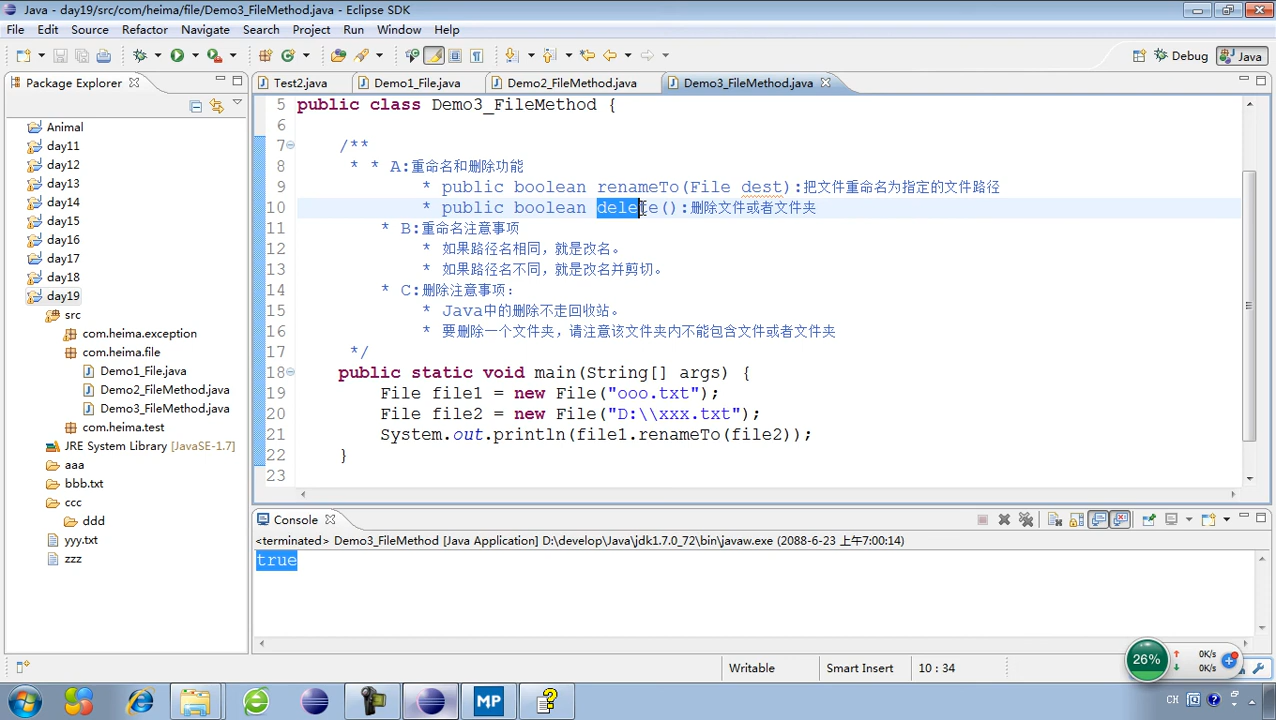 Java - day19/src/com/heima/file/Demo3_FileMethod.java - Eclipse SDK
File Edit Source Refactor Navigate Search Project Run Window Help
Debug Java
Package Explorer
Test2.java Demo1_File.java Demo2_FileMethod.java Demo3_FileMethod.java
Animal
day11
day12
day13
day14
day15
day16
day17
day18
day19
src
com.heima.exception
com.heima.file
Demo1_File.java
Demo2_FileMethod.java
Demo3_FileMethod.java
com.heima.test
JRE System Library [JavaSE-1.7]
aaa
bbb.txt
ccc
ddd
yyy.txt
zzz
5 public class Demo3_FileMethod {
6
7 /**
8 * * A:重命名和删除功能
9 * public boolean renameTo(File dest):把文件重命名为指定的文件路径
10 * public boolean delete():删除文件或者文件夹
11 * B:重命名注意事项
12 * 如果路径名相同，就是改名。
13 * 如果路径名不同，就是改名并剪切。
14 * C:删除注意事项：
15 * Java中的删除不走回收站。
16 * 要删除一个文件夹，请注意该文件夹内不能包含文件或者文件夹
17 */
18 public static void main(String[] args) {
19 File file1 = new File("ooo.txt");
20 File file2 = new File("D:\\xxx.txt");
21 System.out.println(file1.renameTo(file2));
22 }
23
Console
<terminated> Demo3_FileMethod [Java Application] D:\develop\Java\jdk1.7.0_72\bin\javaw.exe (2088-6-23 上午7:00:14)
true
Writable Smart Insert 10 : 34
26% 0K/s
0K/s
MP CH